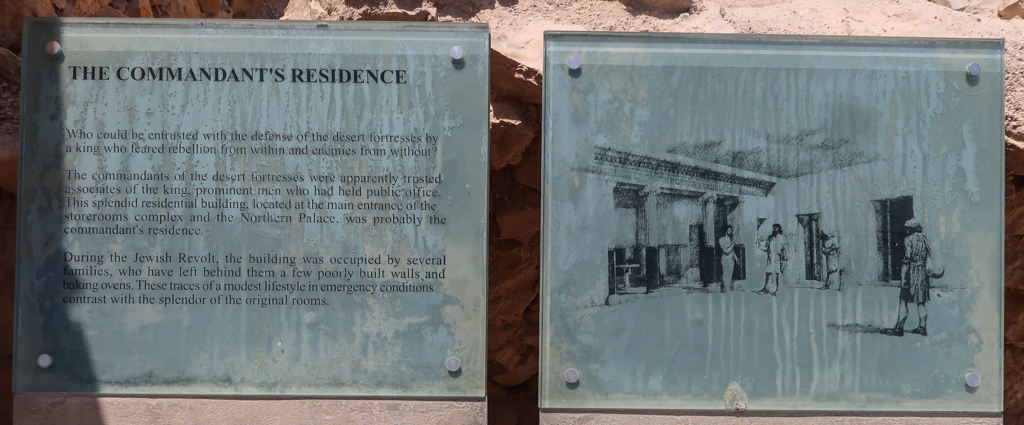 THE COMMANDANT'S RESIDENCE
Who could be entrusted with the defense of the desert fortresses by
a king who feared rebellion from within and enemies from without?
The commandants of the desert fortresses were apparently trusted
associates of the king, prominent men who had held public office.
This splendid residential building, located at the main entrance of the
storerooms complex and the Northern Palace, was probably the
commandant's residence.
During the Jewish Revolt, the building was occupied by several
families, who have left behind them a few poorly built walls and
baking ovens. These traces of a modest lifestyle in emergency conditions
contrast with the splendor of the original rooms.